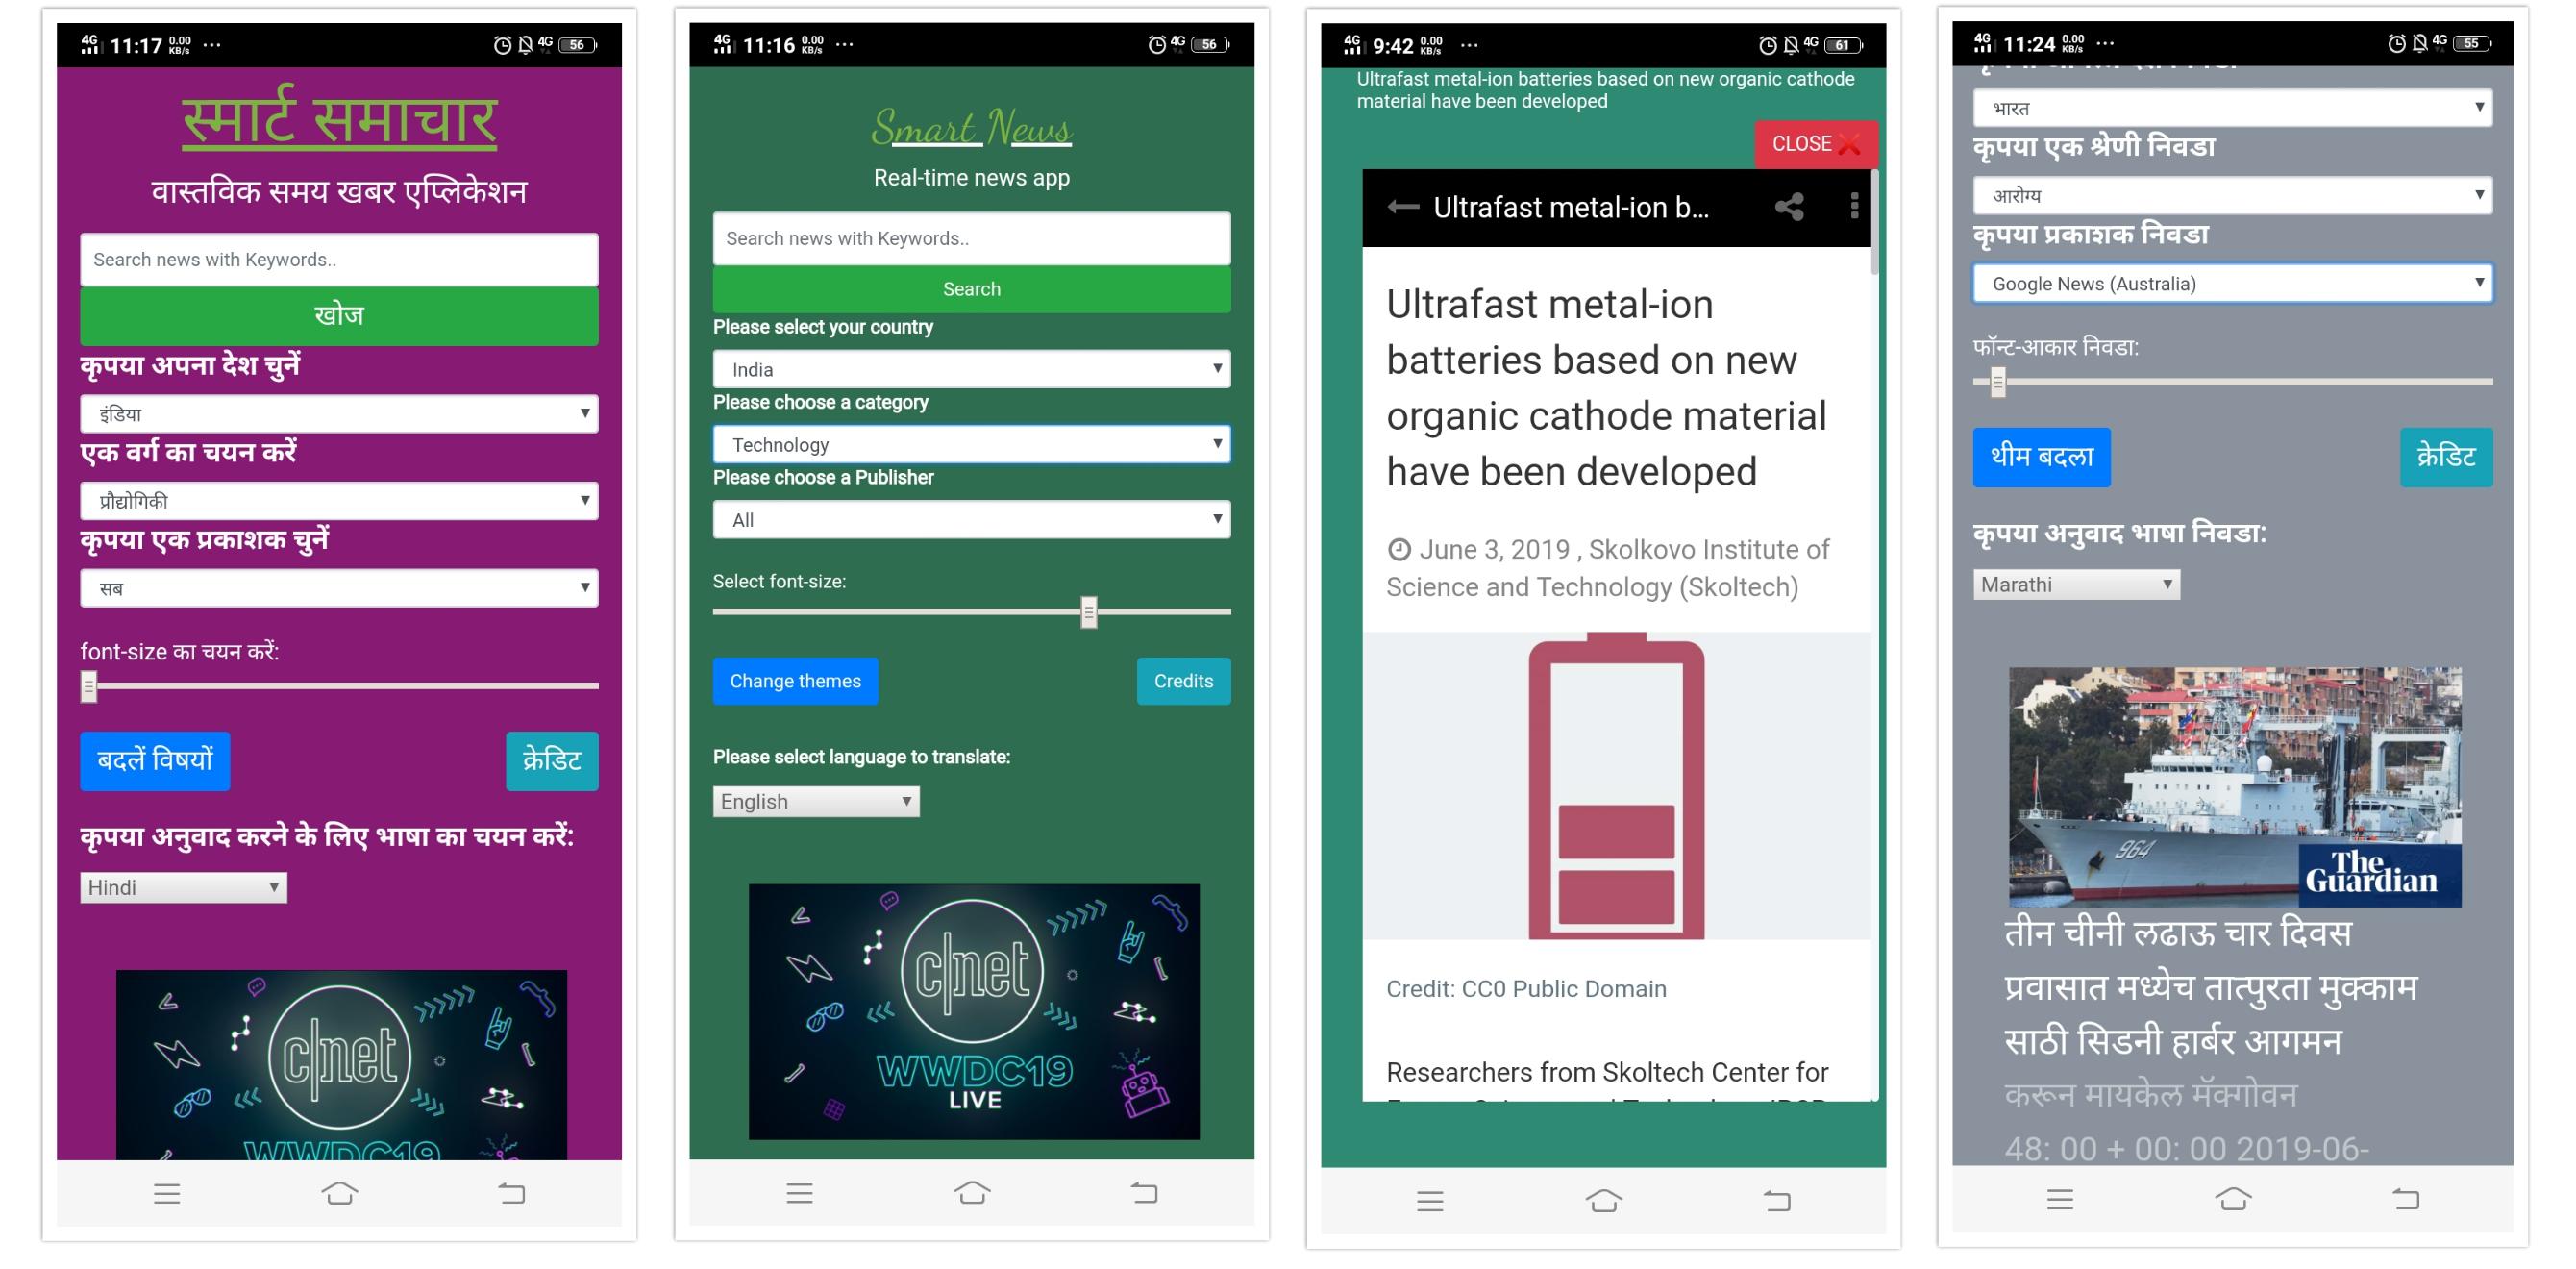 4G 11:17 0.00 KB/s ... 4G 56
स्मार्ट समाचार
वास्तविक समय खबर एप्लिकेशन
Search news with Keywords..
खोज
कृपया अपना देश चुनें
इंडिया
एक वर्ग का चयन करें
प्रौद्योगिकी
कृपया एक प्रकाशक चुनें
सब
font-size का चयन करें:
बदलें विषयों
क्रेडिट
कृपया अनुवाद करने के लिए भाषा का चयन करें:
Hindi
c|net
WWDC19
4G 11:16 0.00 KB/s ... 4G 56
Smart News
Real-time news app
Search news with Keywords..
Search
Please select your country
India
Please choose a category
Technology
Please choose a Publisher
All
Select font-size:
Change themes
Credits
Please select language to translate:
English
c|net
WWDC19
LIVE
4G 9:42 0.00 KB/s ... 4G 61
Ultrafast metal-ion batteries based on new organic cathode
material have been developed
CLOSE ❌
Ultrafast metal-ion b...
Ultrafast metal-ion
batteries based on new
organic cathode material
have been developed
June 3, 2019 , Skolkovo Institute of
Science and Technology (Skoltech)
Credit: CC0 Public Domain
Researchers from Skoltech Center for
4G 11:24 0.00 KB/s ... 4G 55
भारत
कृपया एक श्रेणी निवडा
आरोग्य
कृपया प्रकाशक निवडा
Google News (Australia)
फॉन्ट-आकार निवडा:
थीम बदला
क्रेडिट
कृपया अनुवाद भाषा निवडा:
Marathi
964
The
Guardian
तीन चीनी लढाऊ चार दिवस
प्रवासात मध्येच तात्पुरता मुक्काम
साठी सिडनी हार्बर आगमन
करून मायकेल मॅक्गोवन
48: 00 + 00: 00 2019-06-